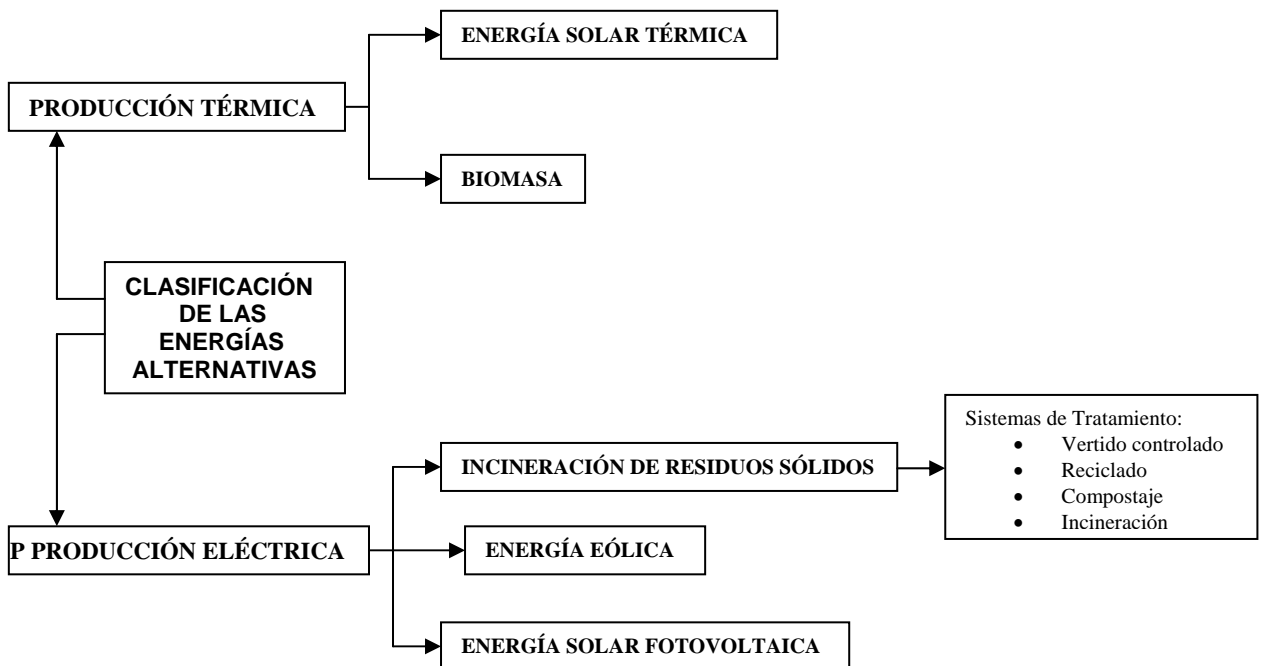 ENERGÍA SOLAR TÉRMICA
PRODUCCIÓN TÉRMICA
BIOMASA
CLASIFICACIÓN
DE LAS
ENERGÍAS
ALTERNATIVAS
Sistemas de Tratamiento:
• Vertido controlado
• Reciclado
• Compostaje
• Incineración
INCINERACIÓN DE RESIDUOS SÓLIDOS
P PRODUCCIÓN ELÉCTRICA
ENERGÍA EÓLICA
ENERGÍA SOLAR FOTOVOLTAICA